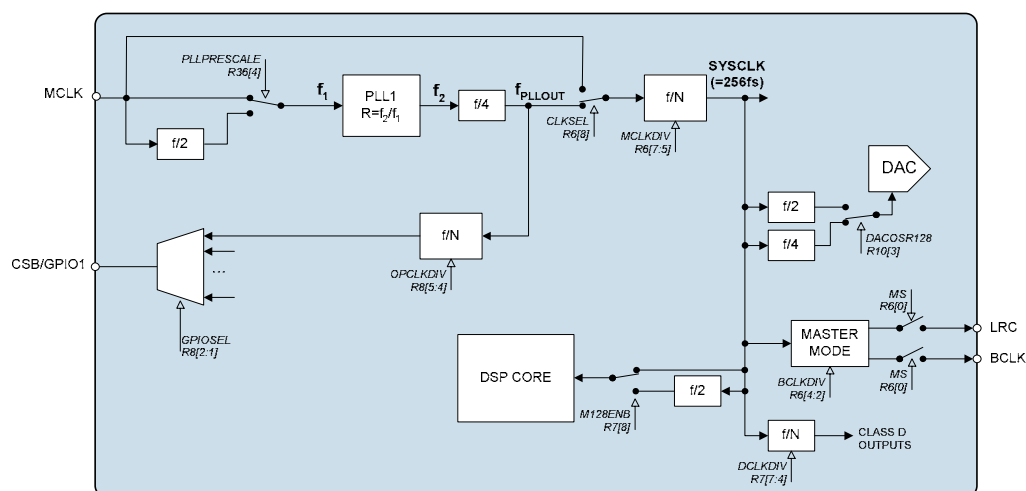 PLLPRESCALE
R36[4]
MCLK
f/2
f1
PLL1
R=f2/f1
f2
f/4
fPLLOUT
CLKSEL
R6[8]
f/N
MCLKDIV
R6[7:5]
SYSCLK
(=256fs)
DAC
f/2
f/4
DACOSR128
R10[3]
CSB/GPIO1
...
GPIOSEL
R8[2:1]
f/N
OPCLKDIV
R8[5:4]
DSP CORE
M128ENB
R7[8]
f/2
MASTER
MODE
BCLKDIV
R6[4:2]
MS
R6[0]
LRC
BCLK
MS
R6[0]
f/N
DCLKDIV
R7[7:4]
CLASS D
OUTPUTS